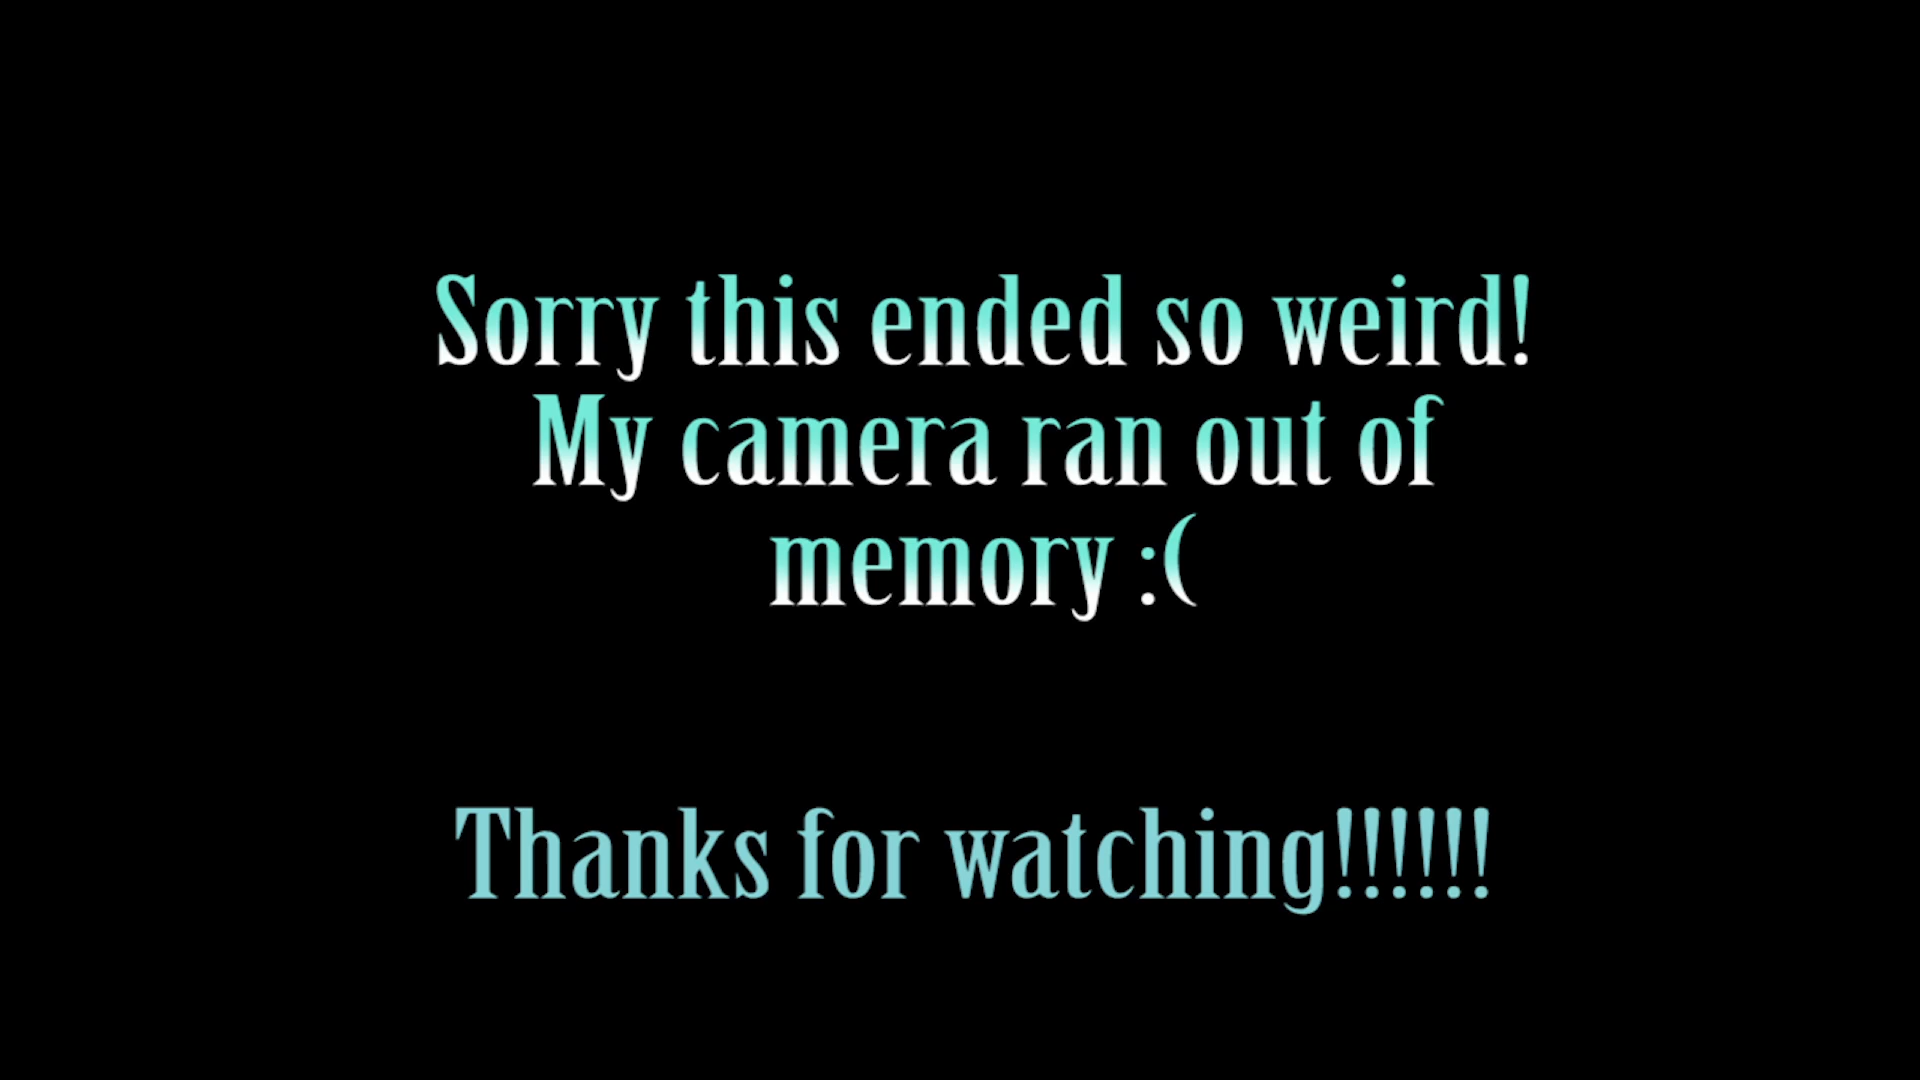 Sorry this ended so weird!
My camera ran out of
memory :(
Thanks for watching!!!!!!